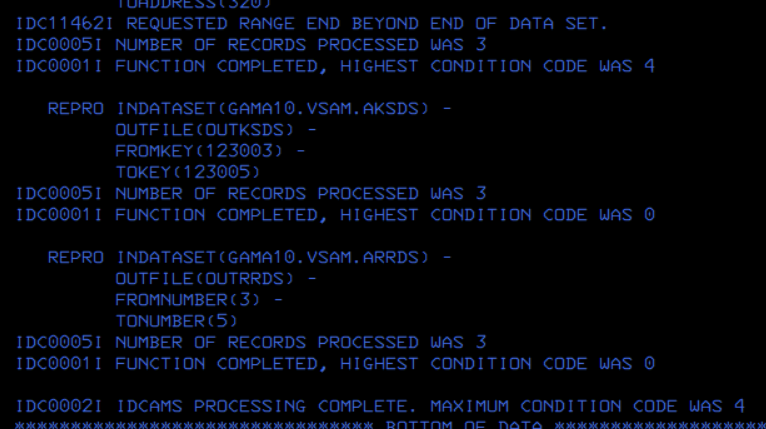 TOADDRESS(320)
IDC11462I REQUESTED RANGE END BEYOND END OF DATA SET.
IDC0005I NUMBER OF RECORDS PROCESSED WAS 3
IDC0001I FUNCTION COMPLETED, HIGHEST CONDITION CODE WAS 4
REPRO INDATASET(GAMA10.VSAM.AKSDS) -
OUTFILE(OUTKSDS) -
FROMKEY(123003) -
TOKEY(123005)
IDC0005I NUMBER OF RECORDS PROCESSED WAS 3
IDC0001I FUNCTION COMPLETED, HIGHEST CONDITION CODE WAS 0
REPRO INDATASET(GAMA10.VSAM.ARRDS) -
OUTFILE(OUTRRDS) -
FROMNUMBER(3) -
TONUMBER(5)
IDC0005I NUMBER OF RECORDS PROCESSED WAS 3
IDC0001I FUNCTION COMPLETED, HIGHEST CONDITION CODE WAS 0
IDC0002I IDCAMS PROCESSING COMPLETE. MAXIMUM CONDITION CODE WAS 4
******************************** BOTTOM OF DATA *******************